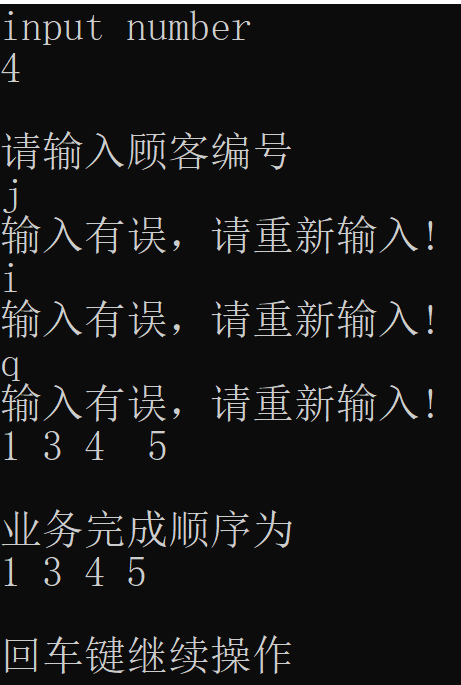 input number
4
请输入顾客编号
j
输入有误，请重新输入!
i
输入有误，请重新输入!
q
输入有误，请重新输入!
1 3 4  5
业务完成顺序为
1 3 4 5
回车键继续操作